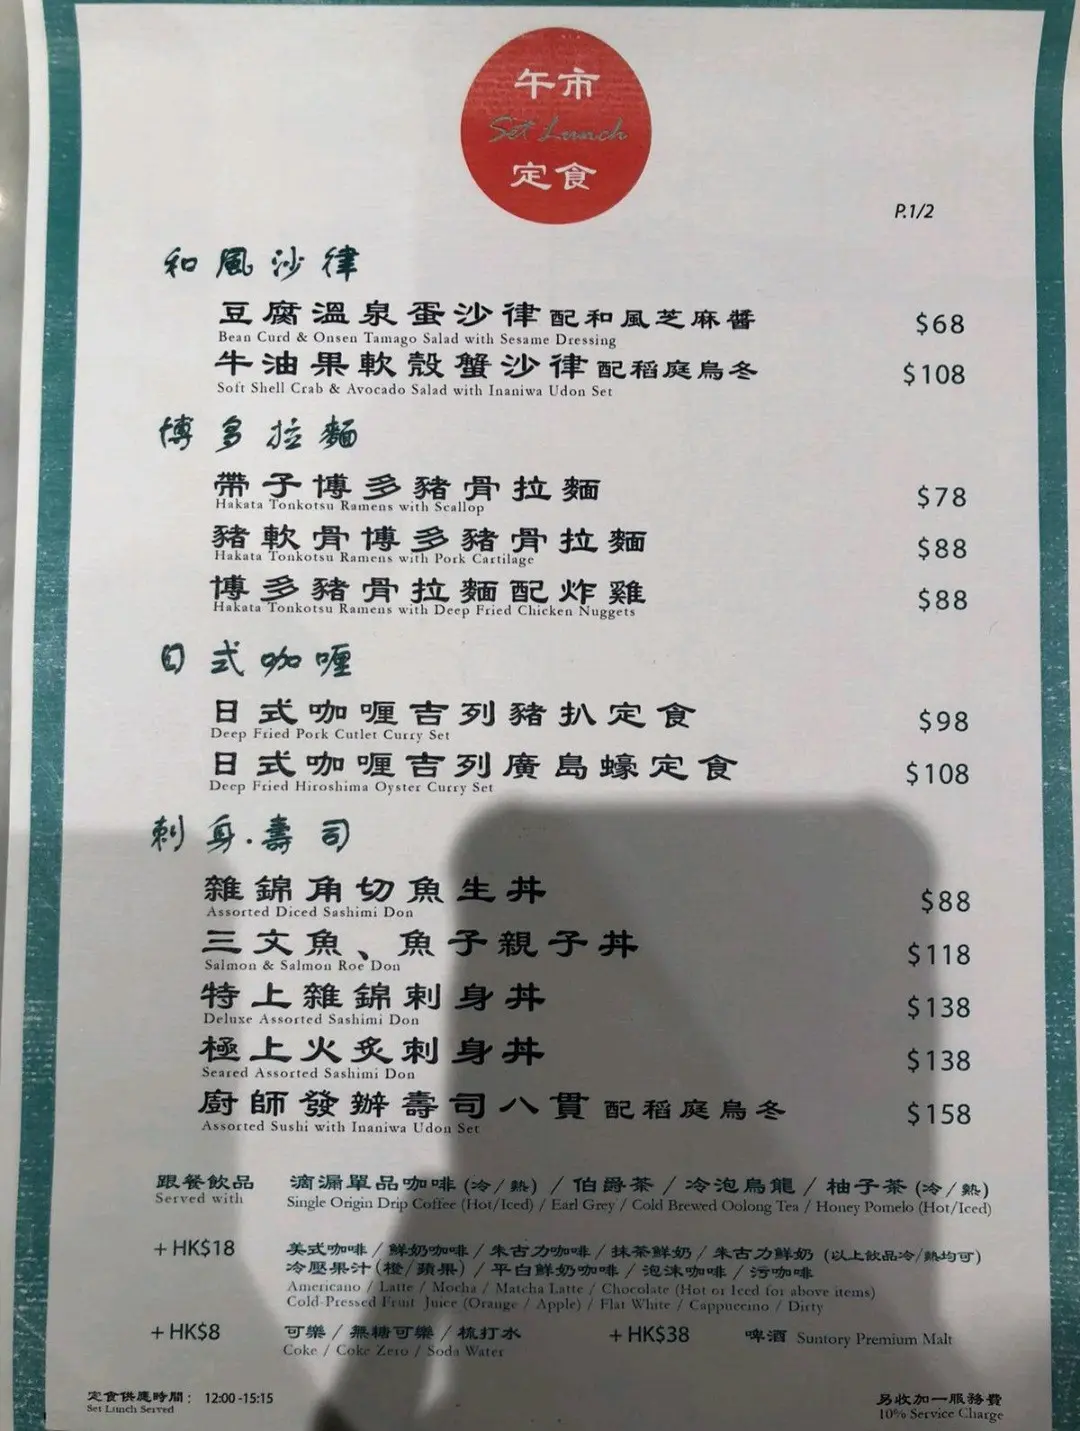 午市
Set Lunch
定食
P.1/2
和風沙律
豆腐溫泉蛋沙律配和風芝麻醬 $68
Bean Curd & Onsen Tamago Salad with Sesame Dressing
牛油果軟殼蟹沙律配稻庭烏冬 $108
Soft Shell Crab & Avocado Salad with Inaniwa Udon Set
博多拉麵
帶子博多豬骨拉麵 $78
Hakata Tonkotsu Ramens with Scallop
豬軟骨博多豬骨拉麵 $88
Hakata Tonkotsu Ramens with Pork Cartilage
博多豬骨拉麵配炸雞 $88
Hakata Tonkotsu Ramens with Deep Fried Chicken Nuggets
日式咖喱
日式咖喱吉列豬扒定食 $98
Deep Fried Pork Cutlet Curry Set
日式咖喱吉列廣島蠔定食 $108
Deep Fried Hiroshima Oyster Curry Set
刺身.壽司
雜錦角切魚生丼 $88
Assorted Diced Sashimi Don
三文魚、魚子親子丼 $118
Salmon & Salmon Roe Don
特上雜錦刺身丼 $138
Deluxe Assorted Sashimi Don
極上火炙刺身丼 $138
Seared Assorted Sashimi Don
廚師發辦壽司八貫配稻庭烏冬 $158
Assorted Sushi with Inaniwa Udon Set
跟餐飲品 滴漏單品咖啡(冷/熱) / 伯爵茶 / 冷泡烏龍 / 柚子茶(冷/熱)
Served with Single Origin Drip Coffee (Hot/Iced) / Earl Grey / Cold Brewed Oolong Tea / Honey Pomelo (Hot/Iced)
+ HK$18 美式咖啡 / 鮮奶咖啡 / 朱古力咖啡 / 抹茶鮮奶 / 朱古力鮮奶 (以上飲品冷/熱均可)
冷壓果汁(橙/蘋果) / 平白鮮奶咖啡 / 泡沫咖啡 / 污咖啡
Americano / Latte / Mocha / Matcha Latte / Chocolate (Hot or Iced for above items)
Cold-Pressed Fruit Juice (Orange / Apple) / Flat White / Cappuccino / Dirty
+ HK$8 可樂 / 無糖可樂 / 梳打水 + HK$38 啤酒 Suntory Premium Malt
Coke / Coke Zero / Soda Water
定食供應時間： 12:00 -15:15 另收加一服務費
Set Lunch Served 10% Service Charge